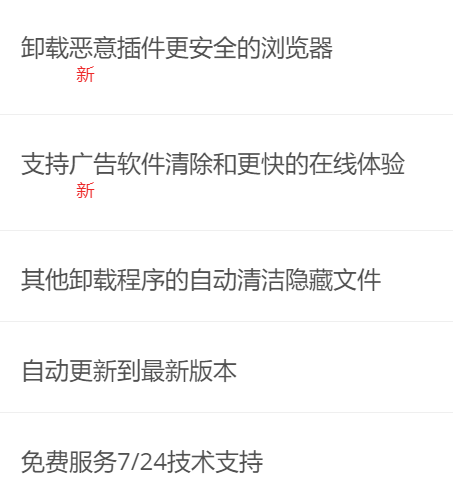 卸载恶意插件更安全的浏览器
新
支持广告软件清除和更快的在线体验
新
其他卸载程序的自动清洁隐藏文件
自动更新到最新版本
免费服务7/24技术支持